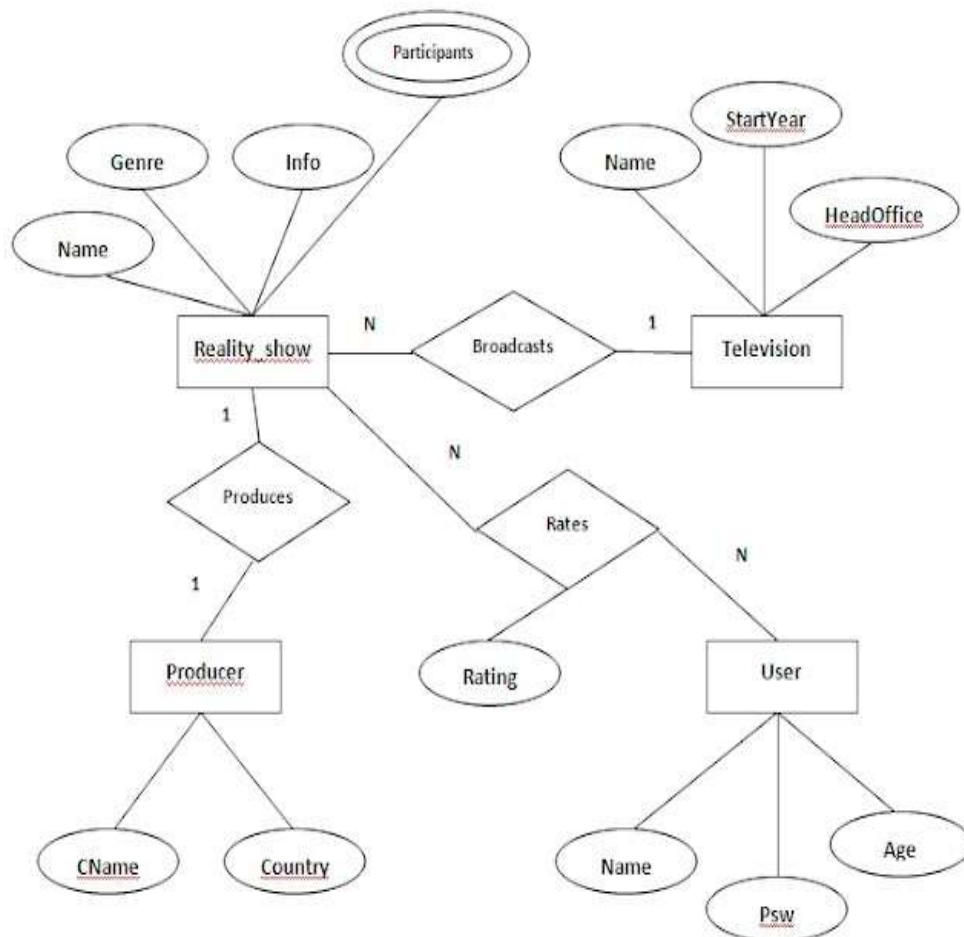 Participants
StartYear
Genre
Info
Name
HeadOffice
Name
N
1
Reality_show
Broadcasts
Television
1
N
Produces
Rates
N
1
Producer
Rating
User
CName
Country
Name
Age
Psw